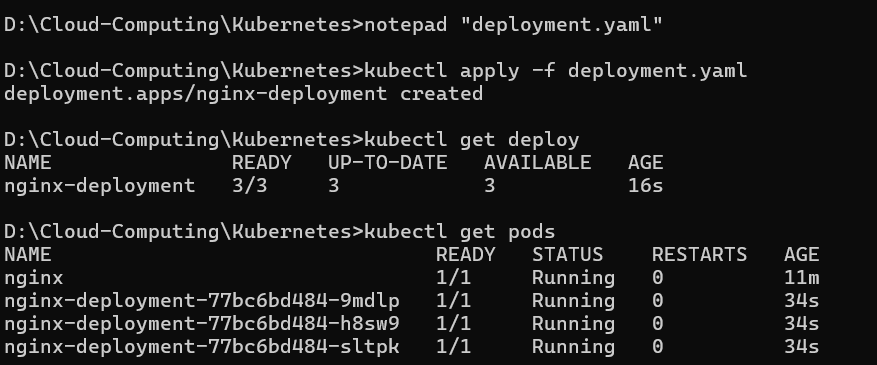 D:\Cloud-Computing\Kubernetes>notepad "deployment.yaml"
D:\Cloud-Computing\Kubernetes>kubectl apply -f deployment.yaml
deployment.apps/nginx-deployment created
D:\Cloud-Computing\Kubernetes>kubectl get deploy
NAME               READY   UP-TO-DATE   AVAILABLE   AGE
nginx-deployment   3/3     3            3           16s
D:\Cloud-Computing\Kubernetes>kubectl get pods
NAME                                READY   STATUS    RESTARTS   AGE
nginx                               1/1     Running   0          11m
nginx-deployment-77bc6bd484-9mdlp   1/1     Running   0          34s
nginx-deployment-77bc6bd484-h8sw9   1/1     Running   0          34s
nginx-deployment-77bc6bd484-sltpk   1/1     Running   0          34s